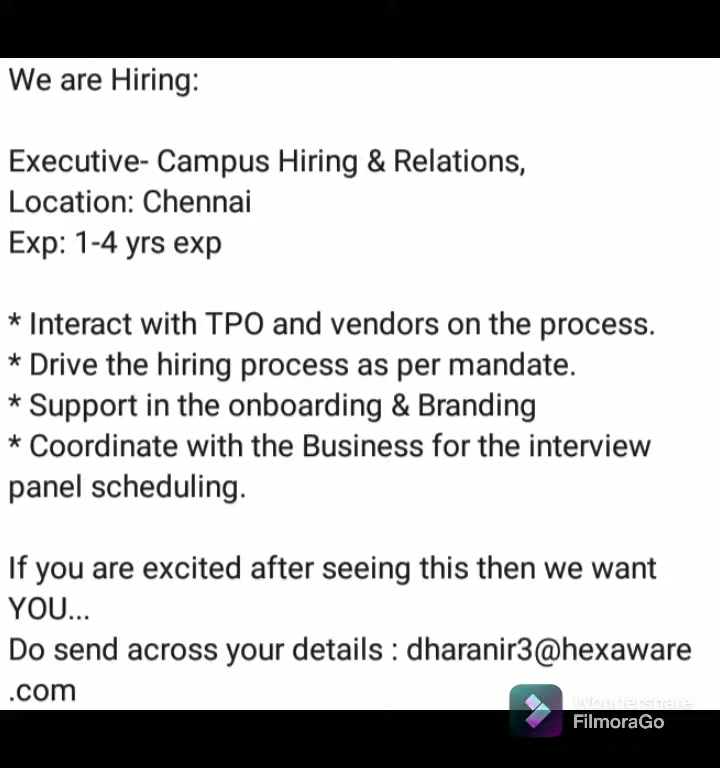 We are Hiring:
Executive- Campus Hiring & Relations,
Location: Chennai
Exp: 1-4 yrs exp
* Interact with TPO and vendors on the process.
* Drive the hiring process as per mandate.
* Support in the onboarding & Branding
* Coordinate with the Business for the interview
panel scheduling.
If you are excited after seeing this then we want
YOU...
Do send across your details : dharanir3@hexaware
.com
Wondershare
FilmoraGo